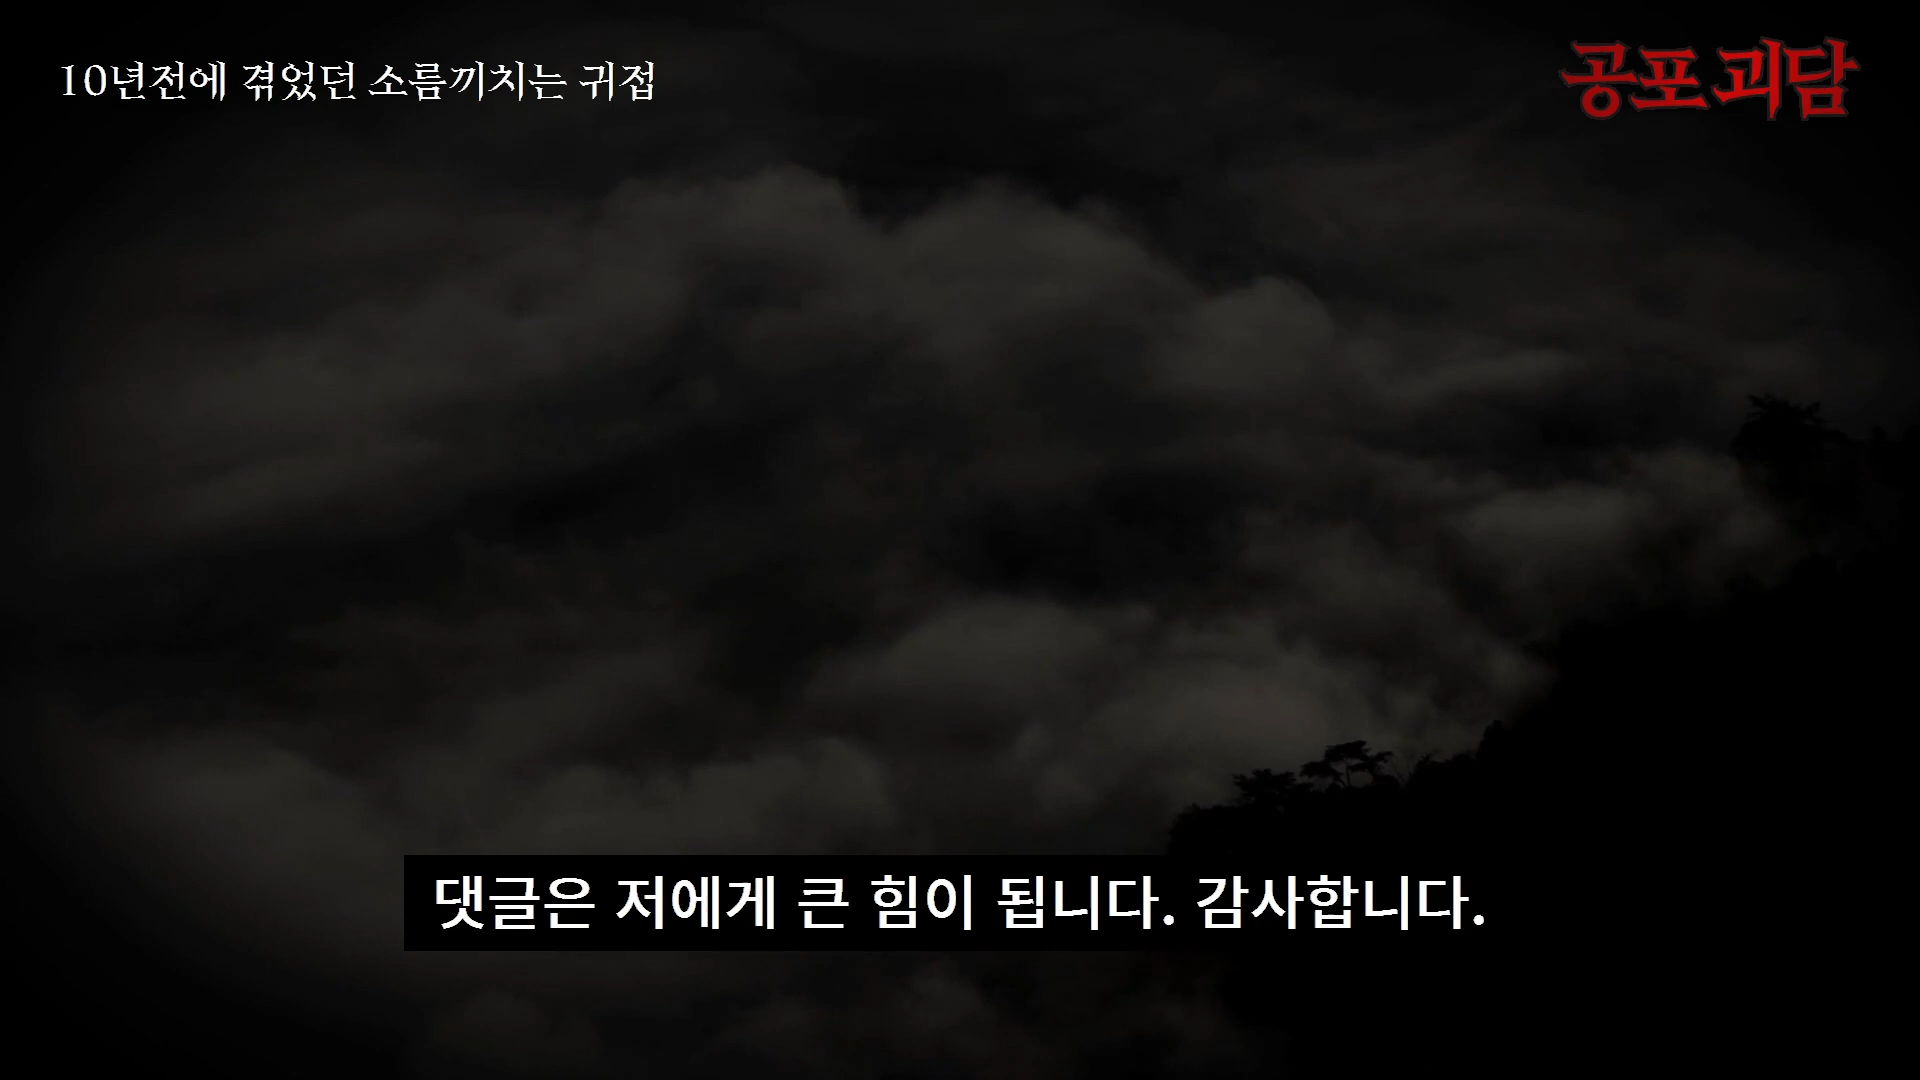 10년전에 겪었던 소름끼치는 귀접
공포괴담
댓글은 저에게 큰 힘이 됩니다. 감사합니다.